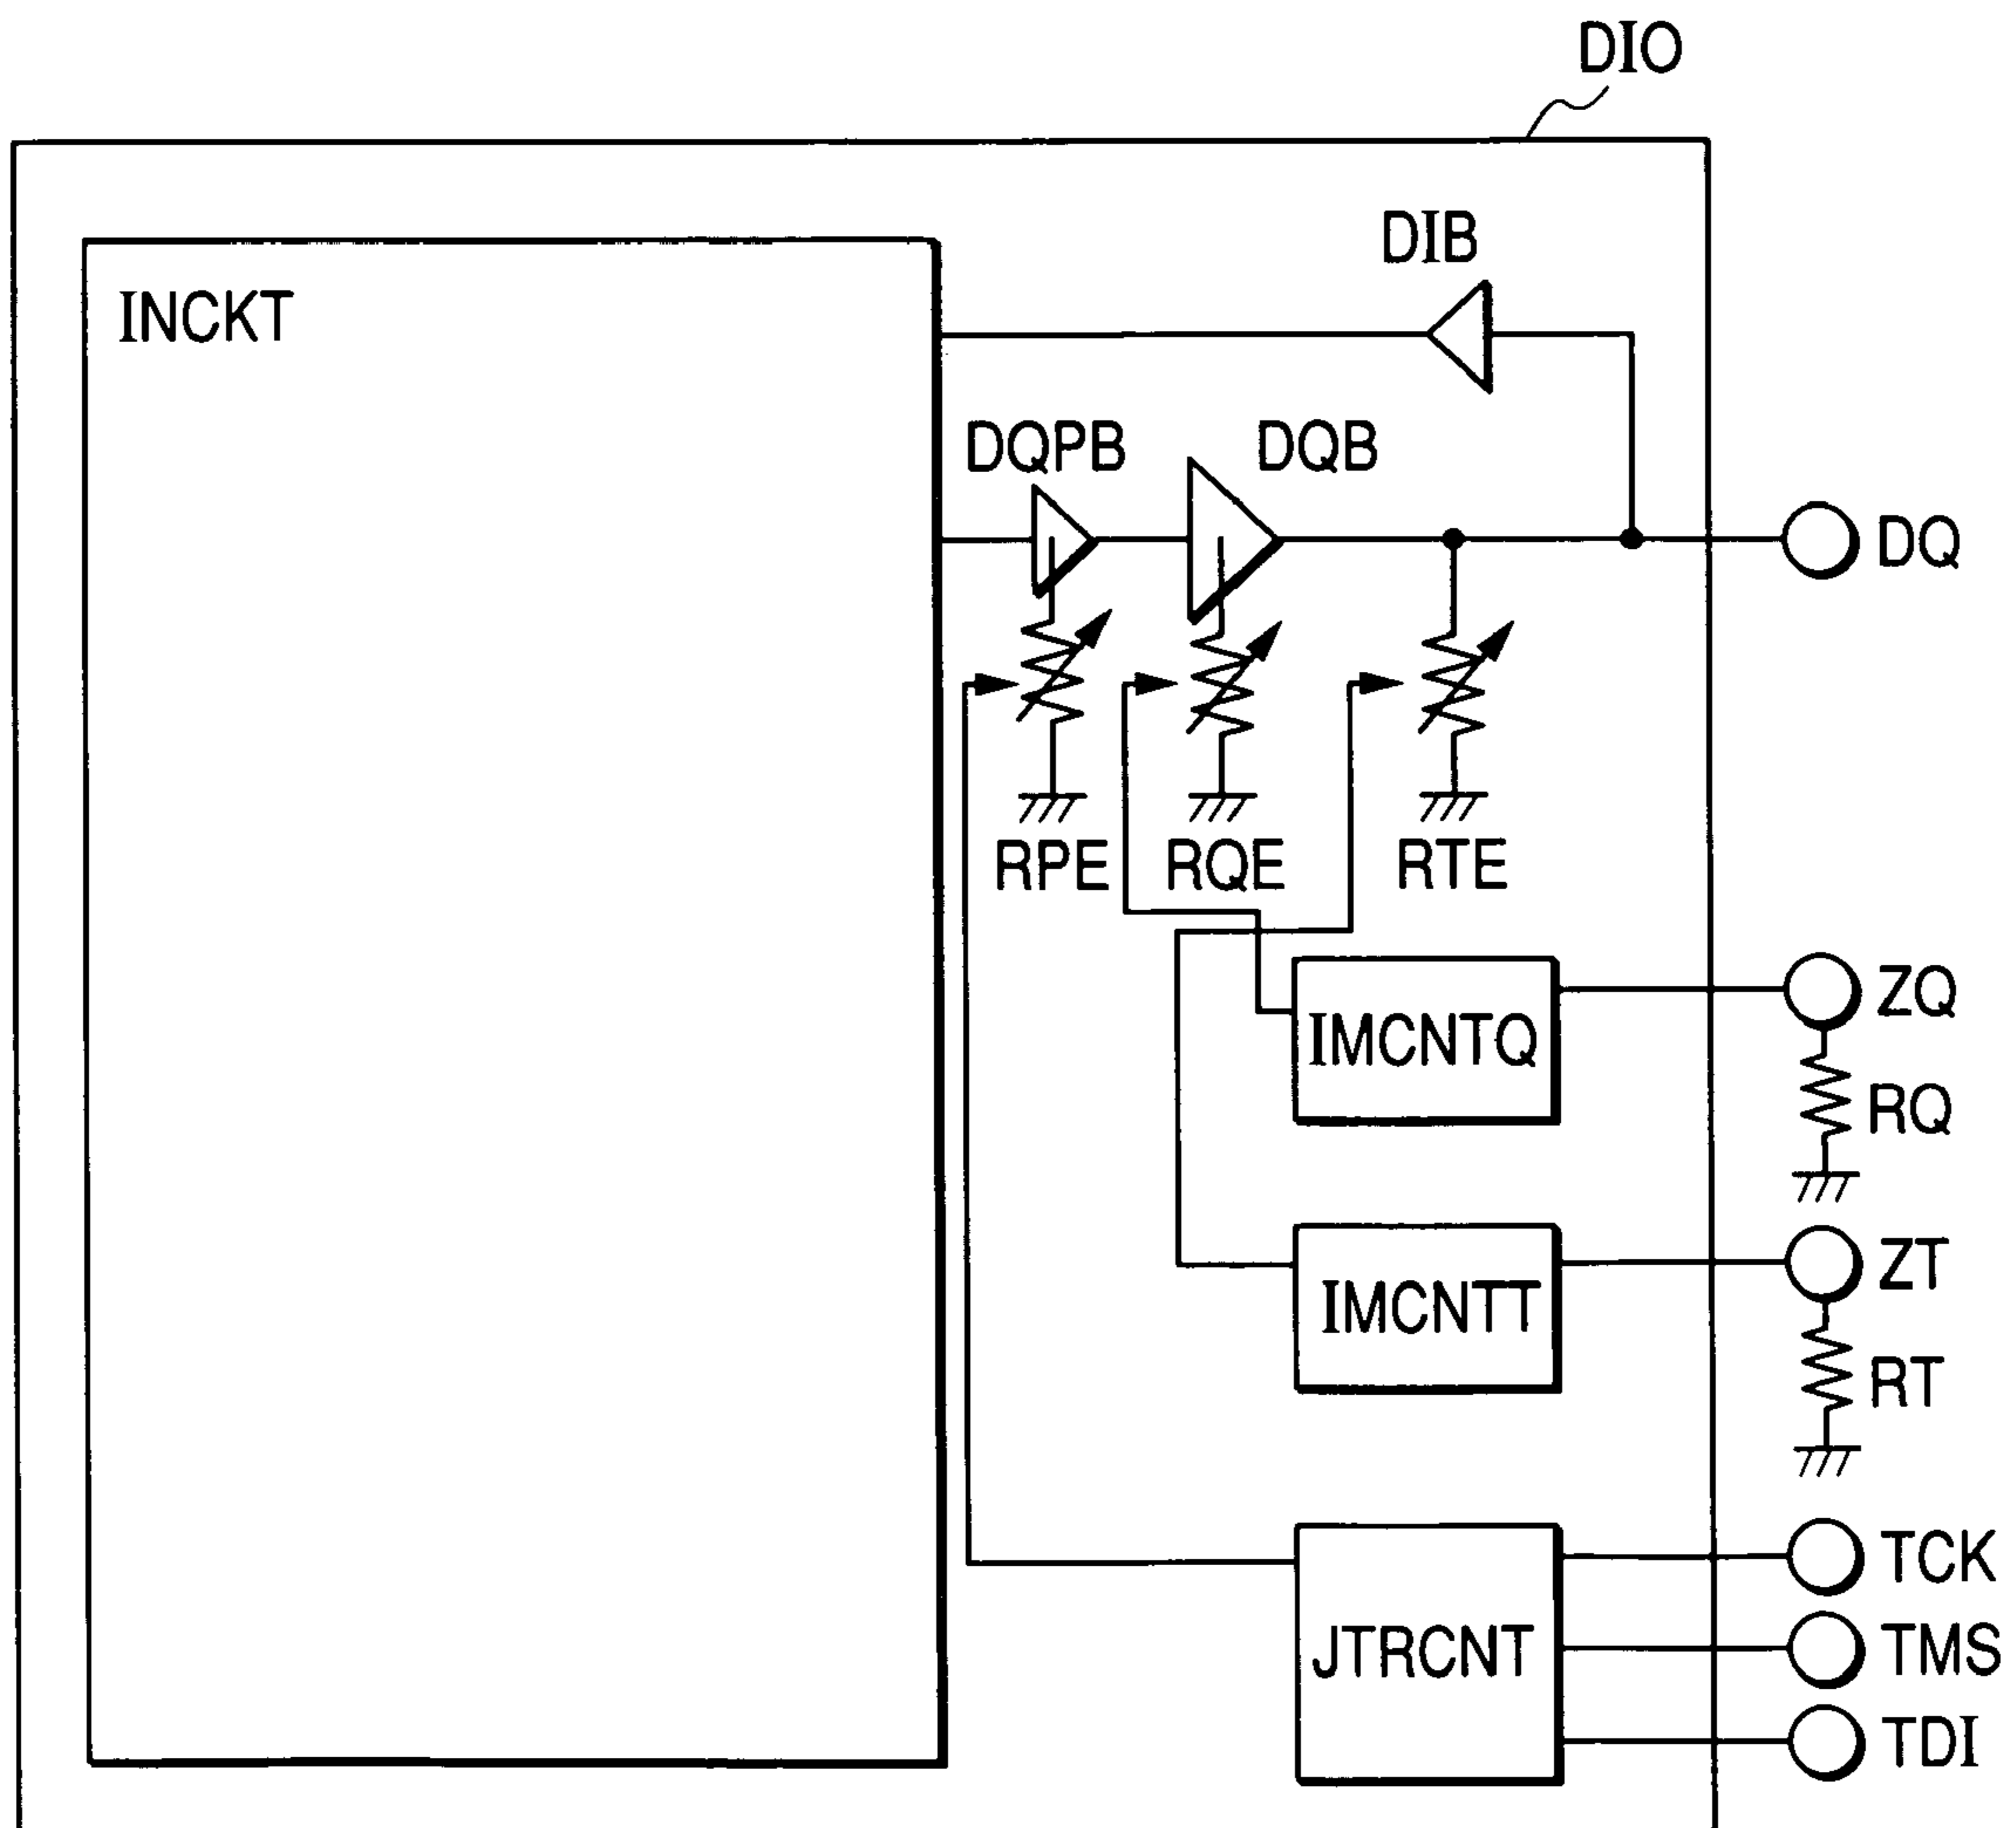 DIO
DIB
INCKT
DQPB
DQB
DQ
RPE
RQE
RTE
ZQ
IMCNTQ
RQ
ZT
IMCNTT
RT
TCK
JTRCNT
TMS
TDI